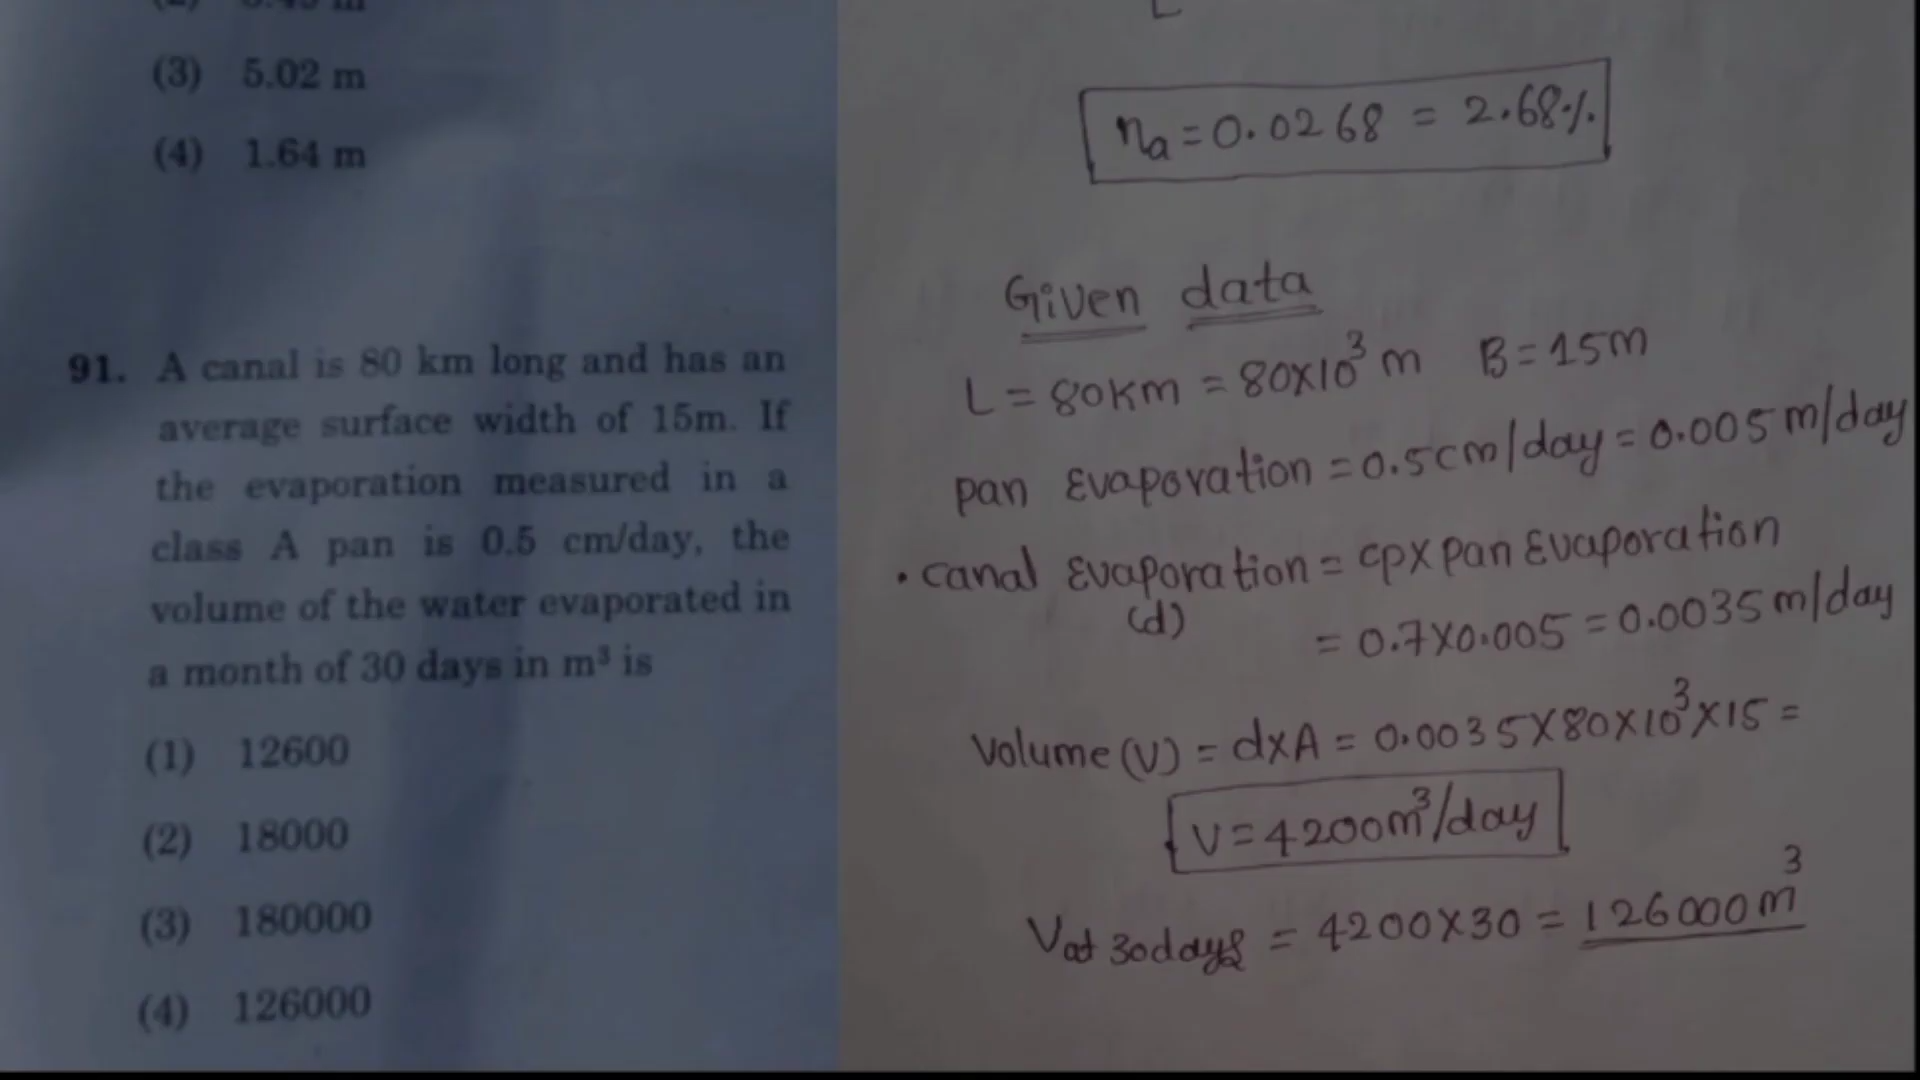 (3) 5.02 m
(4) 1.64 m
91. A canal is 80 km long and has an
average surface width of 15m. If
the evaporation measured in a
class A pan is 0.5 cm/day, the
volume of the water evaporated in
a month of 30 days in m³ is
(1) 12600
(2) 18000
(3) 180000
(4) 126000
ηa = 0.0268 = 2.68%.
Given data
L = 80Km = 80×10³ m B = 15m
pan Evaporation = 0.5cm/day = 0.005 m/day
. canal Evaporation = cp× pan Evaporation
(d)
= 0.7×0.005 = 0.0035 m/day
Volume (V) = d×A = 0.0035×80×10³×15 =
V = 4200m³/day
Vat 30days = 4200×30 = 126000m³